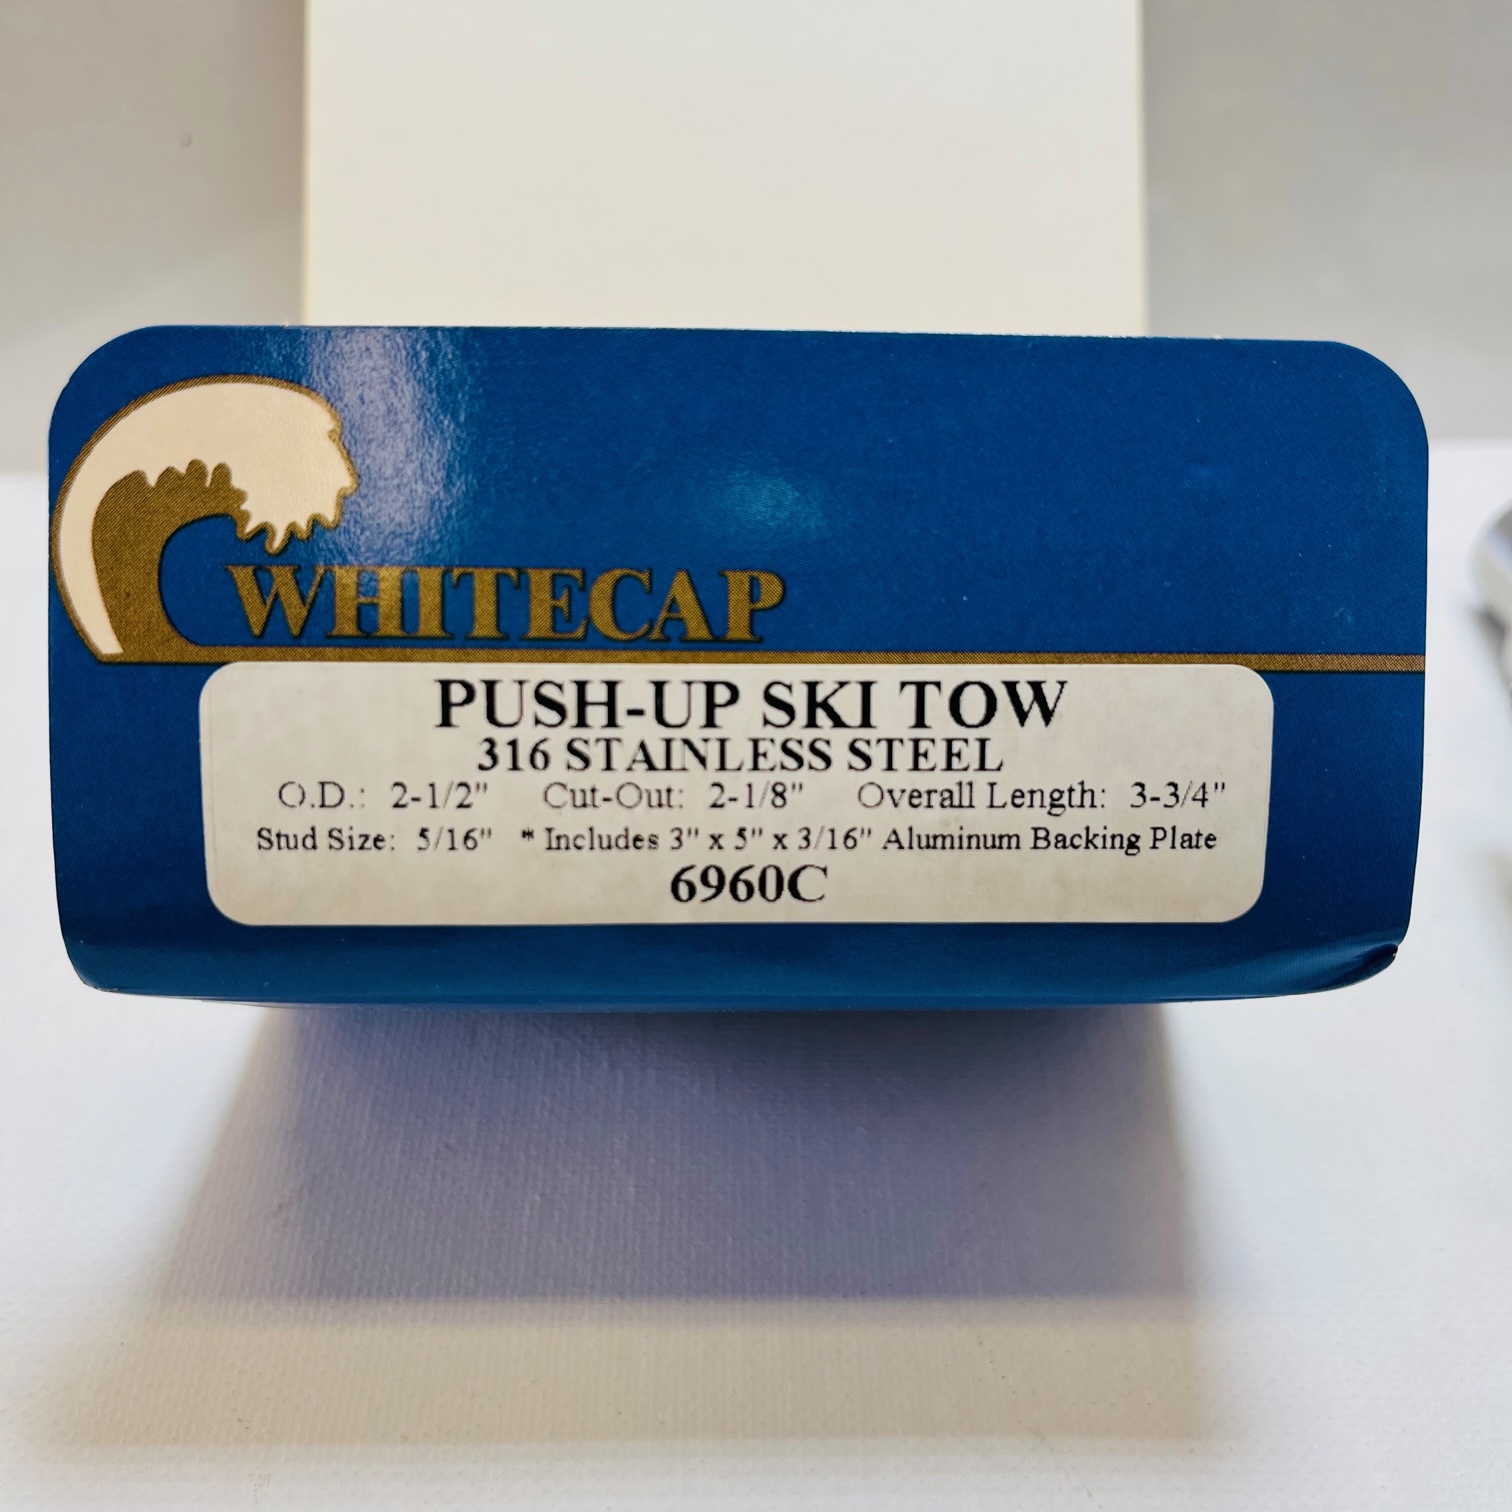 WHITECAP
PUSH-UP SKI TOW
316 STAINLESS STEEL
O.D.: 2-1/2" Cut-Out: 2-1/8" Overall Length: 3-3/4"
Stud Size: 5/16" * Includes 3" x 5" x 3/16" Aluminum Backing Plate
6960C